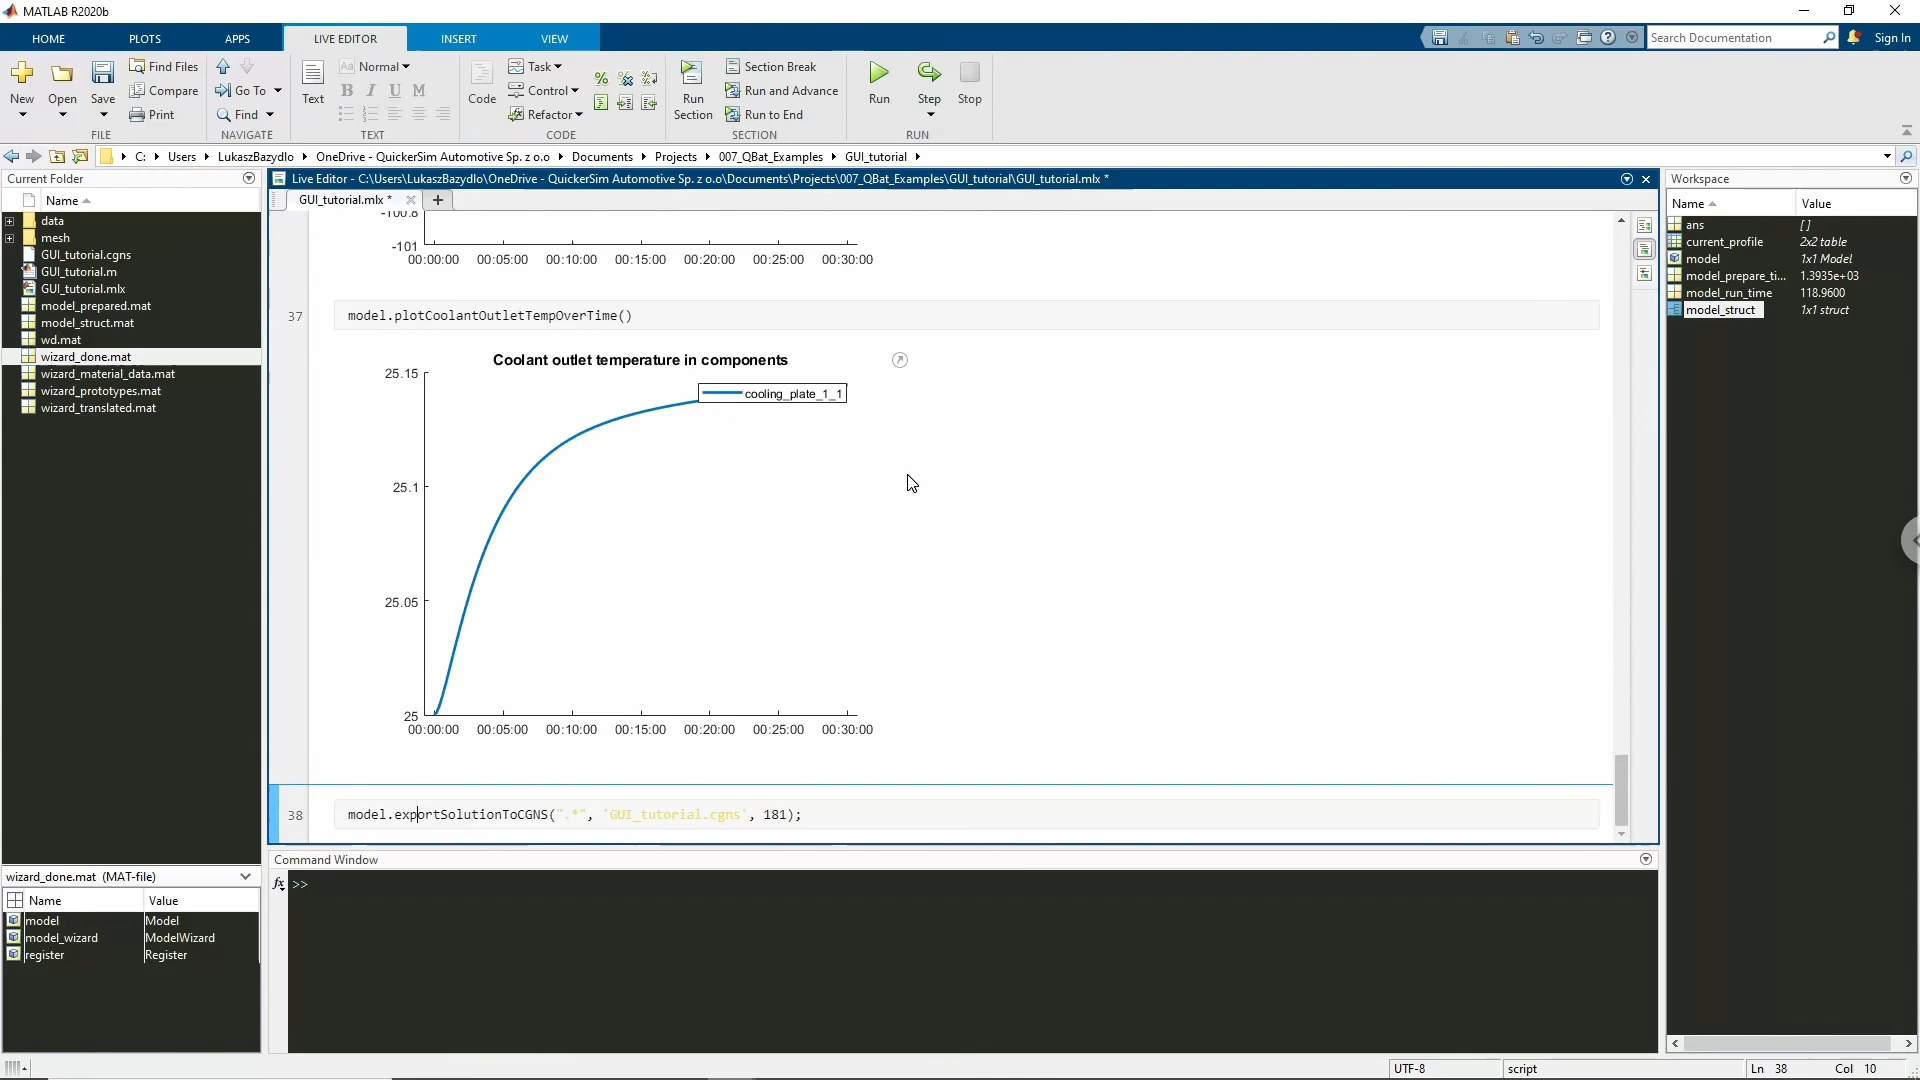 MATLAB R2020b
HOME PLOTS APPS LIVE EDITOR INSERT VIEW
Search Documentation
Sign In
New
Open
Save
Find Files
Compare
Print
FILE
Go To
Find
NAVIGATE
Text
Aa Normal
B I U M
TEXT
Code
Task
Control
Refactor
CODE
Run
Section
Section Break
Run and Advance
Run to End
SECTION
Run
Step
Stop
RUN
C: Users LukaszBazydlo OneDrive - QuickerSim Automotive Sp. z o.o Documents Projects 007_QBat_Examples GUI_tutorial
Current Folder
Name
data
mesh
GUI_tutorial.cgns
GUI_tutorial.m
GUI_tutorial.mlx
model_prepared.mat
model_struct.mat
wd.mat
wizard_done.mat
wizard_material_data.mat
wizard_prototypes.mat
wizard_translated.mat
wizard_done.mat (MAT-file)
Name Value
model Model
model_wizard ModelWizard
register Register
Live Editor - C:\Users\LukaszBazydlo\OneDrive - QuickerSim Automotive Sp. z o.o\Documents\Projects\007_QBat_Examples\GUI_tutorial\GUI_tutorial.mlx *
GUI_tutorial.mlx *
-100.8
-101
00:00:00 00:05:00 00:10:00 00:15:00 00:20:00 00:25:00 00:30:00
37 model.plotCoolantOutletTempOverTime()
Coolant outlet temperature in components
cooling_plate_1_1
25.15
25.1
25.05
25
00:00:00 00:05:00 00:10:00 00:15:00 00:20:00 00:25:00 00:30:00
38 model.exportSolutionToCGNS(".*", 'GUI_tutorial.cgns', 181);
Command Window
fx >>
Workspace
Name Value
ans []
current_profile 2x2 table
model 1x1 Model
model_prepare_ti... 1.3935e+03
model_run_time 118.9600
model_struct 1x1 struct
UTF-8 script Ln 38 Col 10